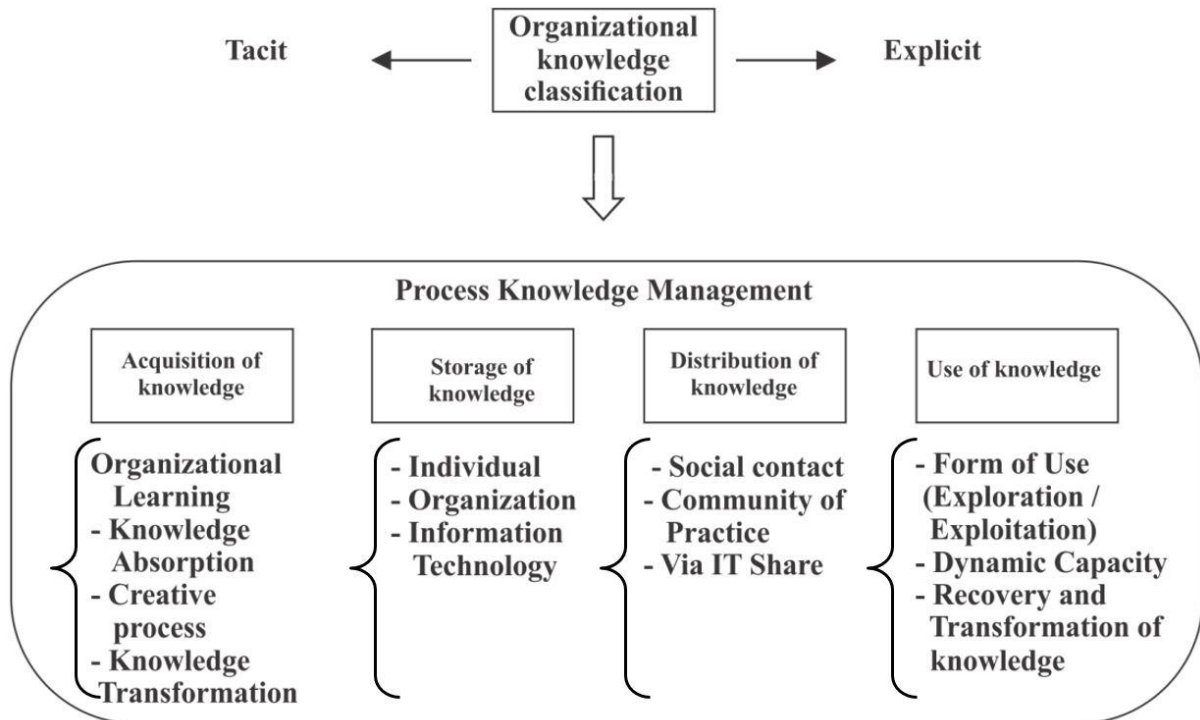 Tacit
Organizational
knowledge
classification
Explicit
Process Knowledge Management
Acquisition of
knowledge
Storage of
knowledge
Distribution of
knowledge
Use of knowledge
Organizational
Learning
- Knowledge
Absorption
- Creative
process
- Knowledge
Transformation
- Individual
- Organization
- Information
Technology
- Social contact
- Community of
Practice
- Via IT Share
- Form of Use
(Exploration /
Exploitation)
- Dynamic Capacity
- Recovery and
Transformation of
knowledge